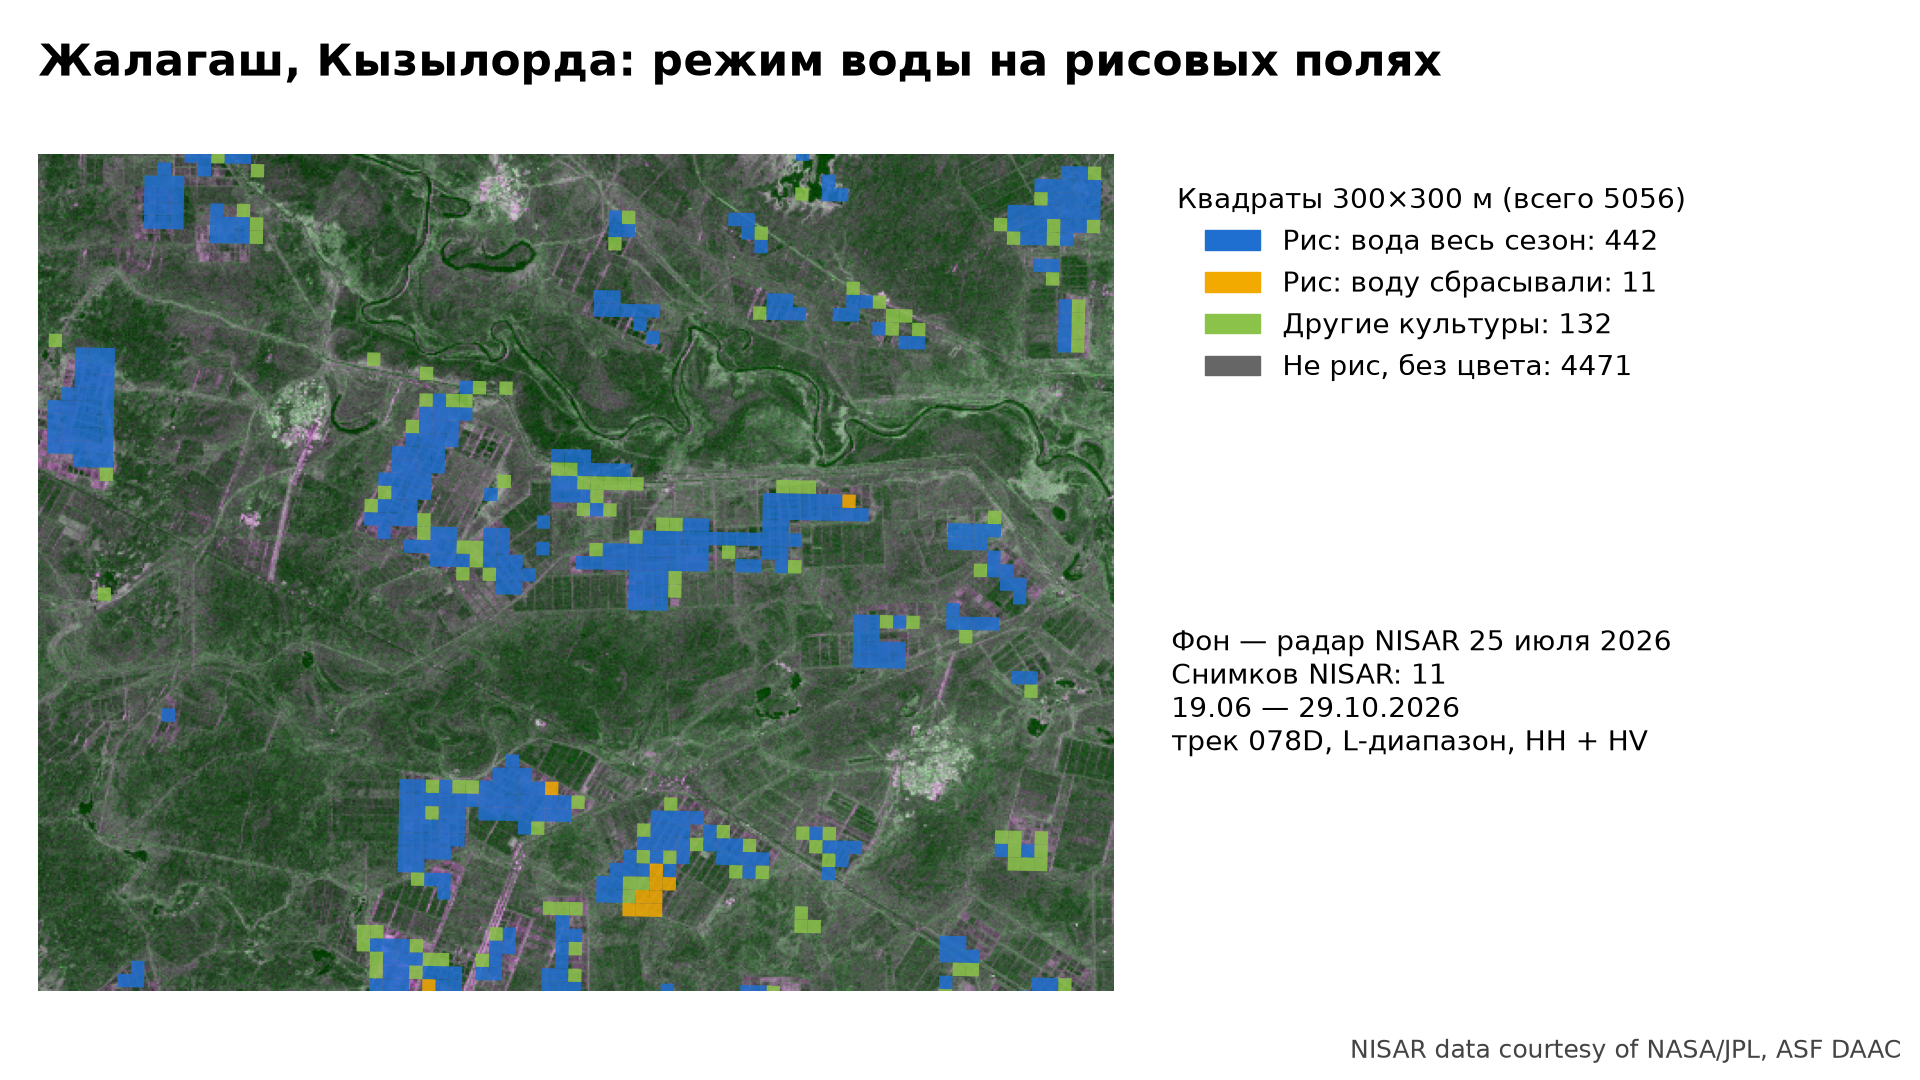 Жалагаш, Кызылорда: режим воды на рисовых полях
Квадраты 300×300 м (всего 5056)
Рис: вода весь сезон: 442
Рис: воду сбрасывали: 11
Другие культуры: 132
Не рис, без цвета: 4471
Фон — радар NISAR 25 июля 2026
Снимков NISAR: 11
19.06 — 29.10.2026
трек 078D, L-диапазон, HH + HV
NISAR data courtesy of NASA/JPL, ASF DAAC